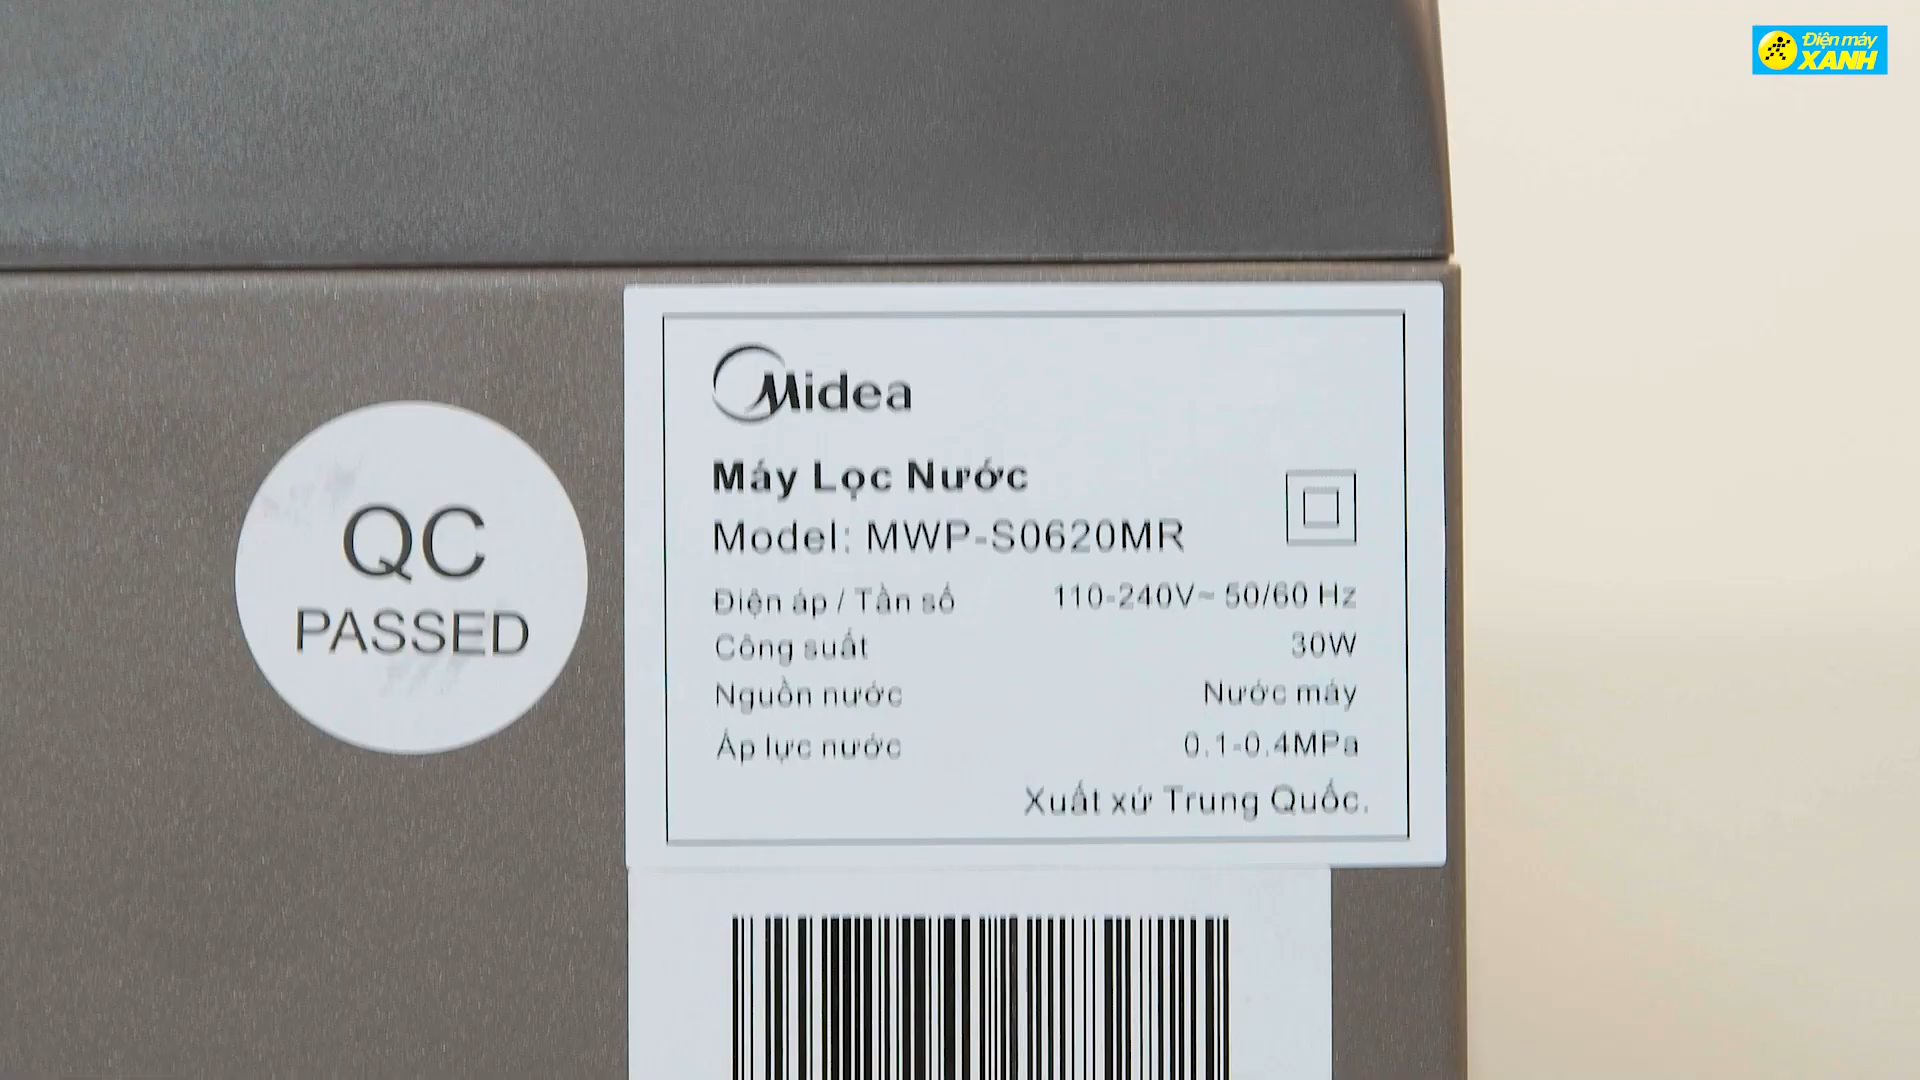 Điện máy
XANH
Midea
Máy Lọc Nước
Model: MWP-S0620MR
Điện áp / Tần số 110-240V~ 50/60 Hz
Công suất 30W
Nguồn nước Nước máy
Áp lực nước 0.1-0.4MPa
Xuất xứ Trung Quốc.
QC
PASSED